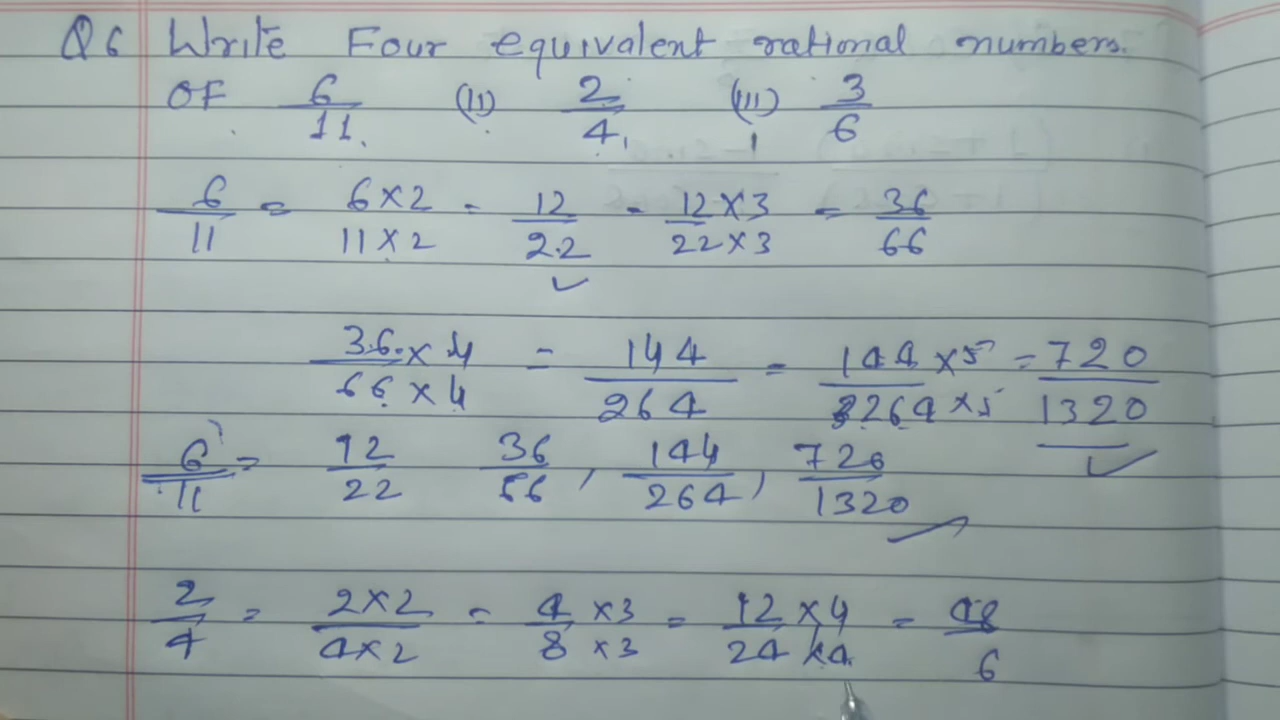 Q6 Write Four equivalent rational numbers.
OF 6/11. (II) 2/4, (III) 3/6
6/11 = 6×2/11×2 = 12/22 = 12×3/22×3 = 36/66
36×4/66×4 = 144/264 = 144×5/264×5 = 720/1320
6/11 = 12/22 36/66, 144/264, 720/1320
2/4 = 2×2/4×2 = 4×3/8×3 = 12×4/24×4 = 48/6